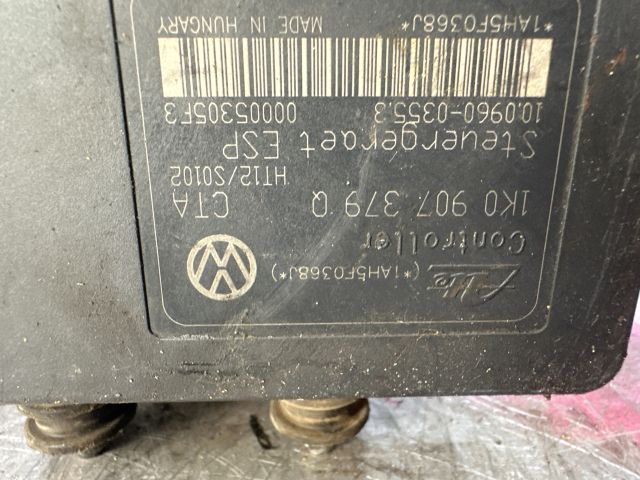 Ate
(*1AH5F0368J*)
Controller
1K0 907 379 Q CTA
HT12/S0102
Steuergeraet ESP
10.0960-0355.3 00005305F3
*1AH5F0368J* MADE IN HUNGARY